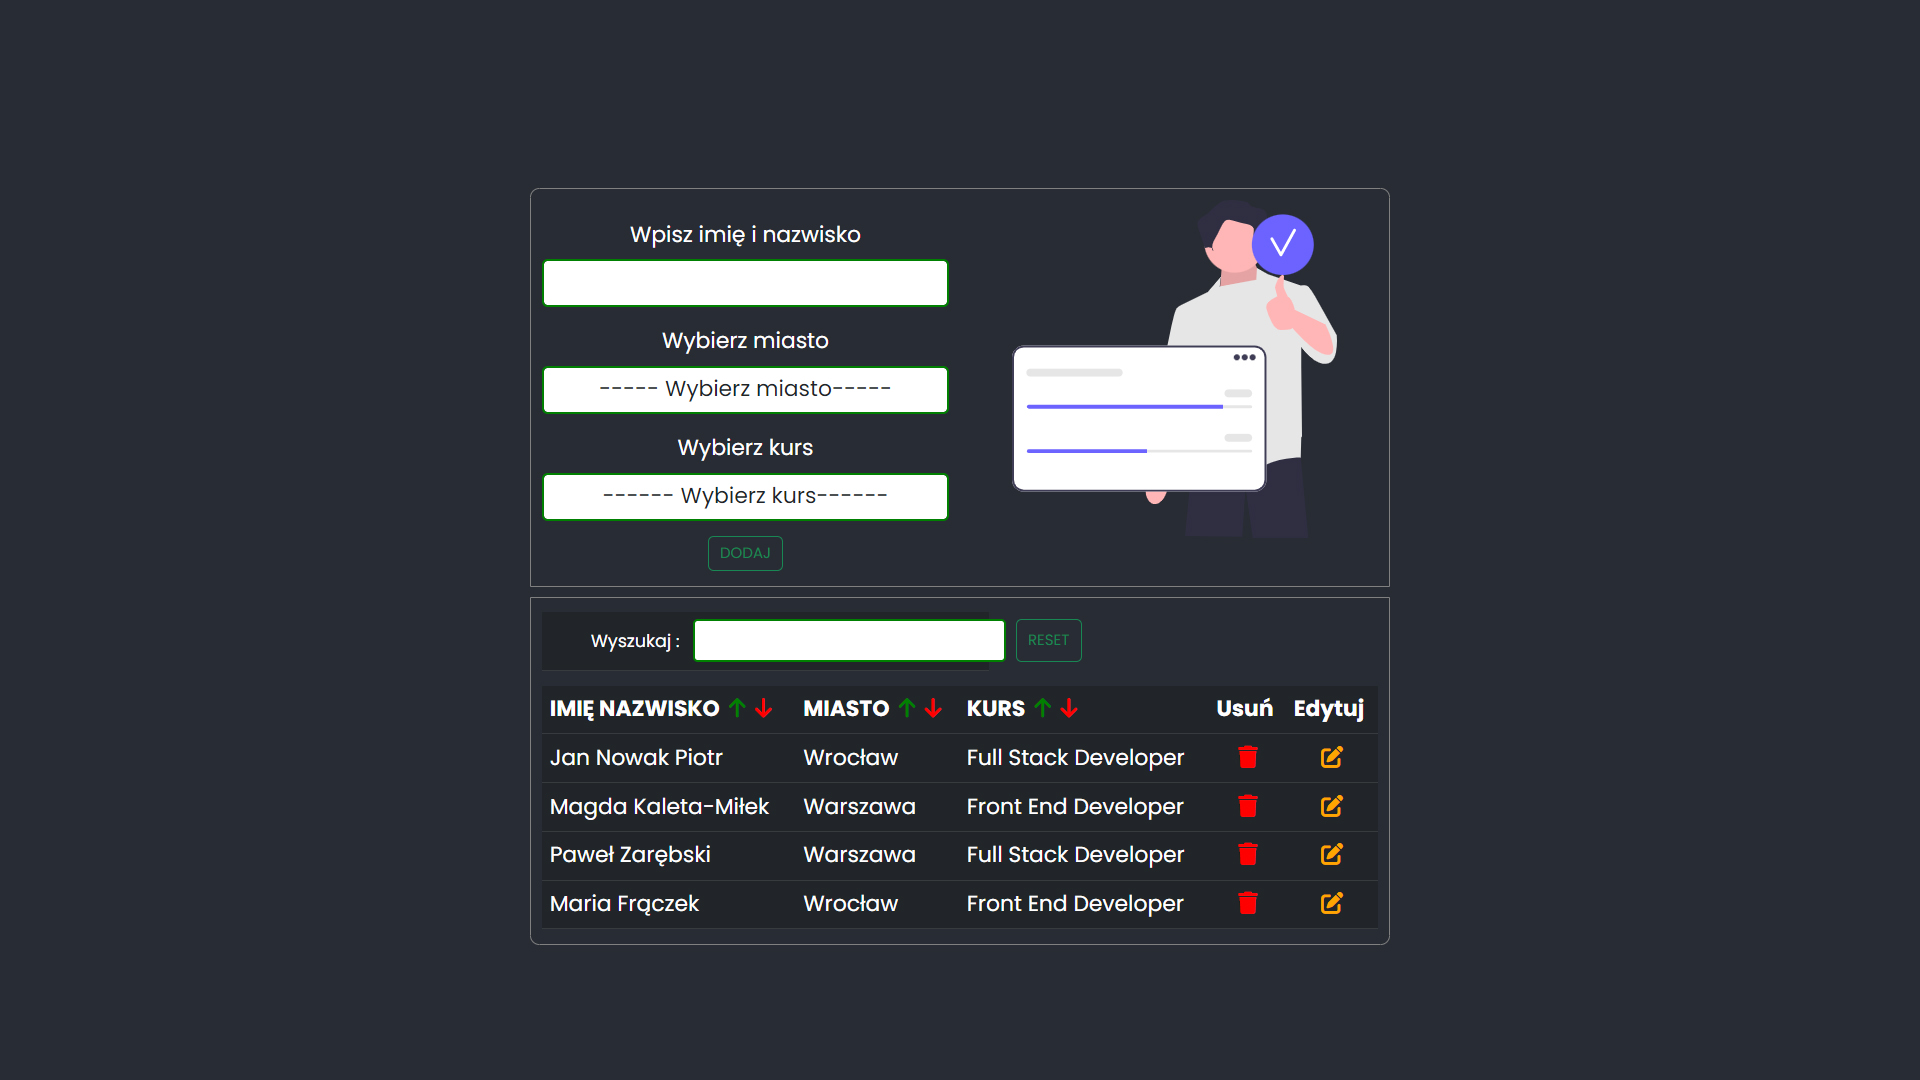 Wpisz imię i nazwisko
Wybierz miasto
----- Wybierz miasto-----
Wybierz kurs
------ Wybierz kurs------
DODAJ
Wyszukaj : RESET
IMIĘ NAZWISKO MIASTO KURS Usuń Edytuj
Jan Nowak Piotr Wrocław Full Stack Developer
Magda Kaleta-Miłek Warszawa Front End Developer
Paweł Zarębski Warszawa Full Stack Developer
Maria Frączek Wrocław Front End Developer